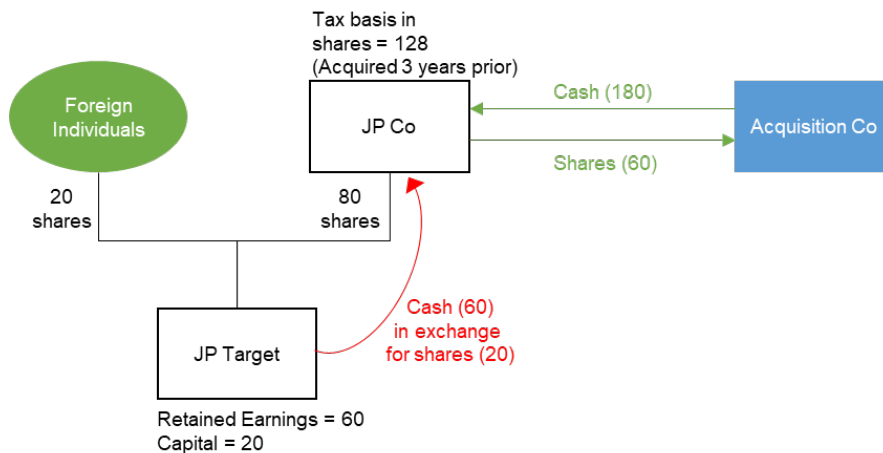 Tax basis in
shares = 128
(Acquired 3 years prior)
Foreign
Individuals
JP Co
Cash (180)
Shares (60)
Acquisition Co
20
shares
80
shares
Cash (60)
in exchange
for shares (20)
JP Target
Retained Earnings = 60
Capital = 20